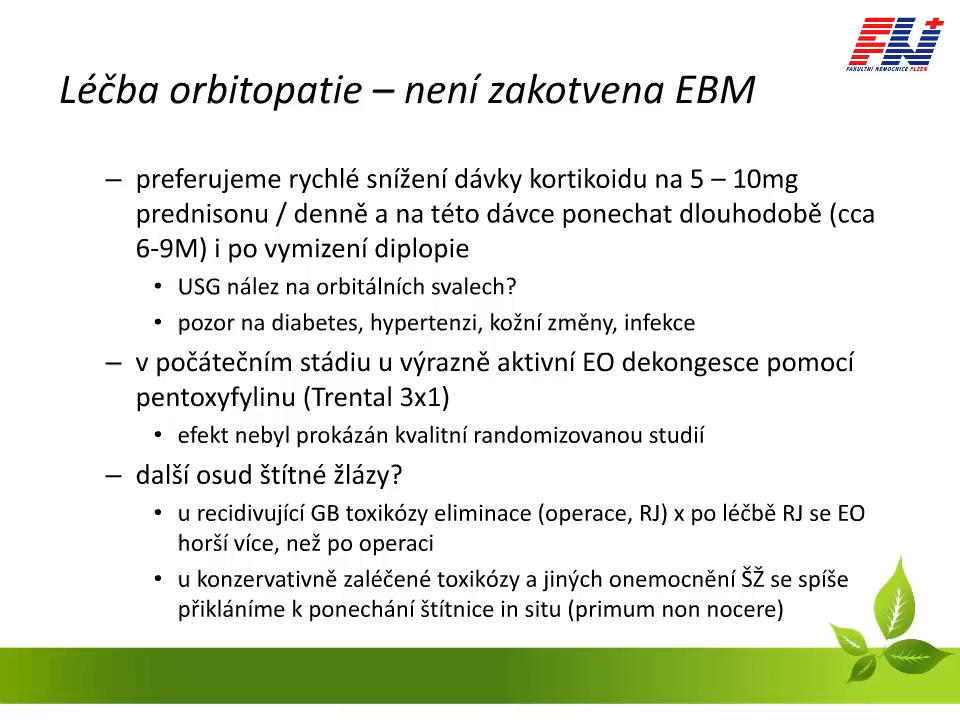 FN
FAKULTNÍ NEMOCNICE PLZEŇ
Léčba orbitopatie – není zakotvena EBM
– preferujeme rychlé snížení dávky kortikoidu na 5 – 10mg
prednisonu / denně a na této dávce ponechat dlouhodobě (cca
6-9M) i po vymizení diplopie
• USG nález na orbitálních svalech?
• pozor na diabetes, hypertenzi, kožní změny, infekce
– v počátečním stádiu u výrazně aktivní EO dekongesce pomocí
pentoxyfylinu (Trental 3x1)
• efekt nebyl prokázán kvalitní randomizovanou studií
– další osud štítné žlázy?
• u recidivující GB toxikózy eliminace (operace, RJ) x po léčbě RJ se EO
horší více, než po operaci
• u konzervativně zaléčené toxikózy a jiných onemocnění ŠŽ se spíše
přikláníme k ponechání štítnice in situ (primum non nocere)